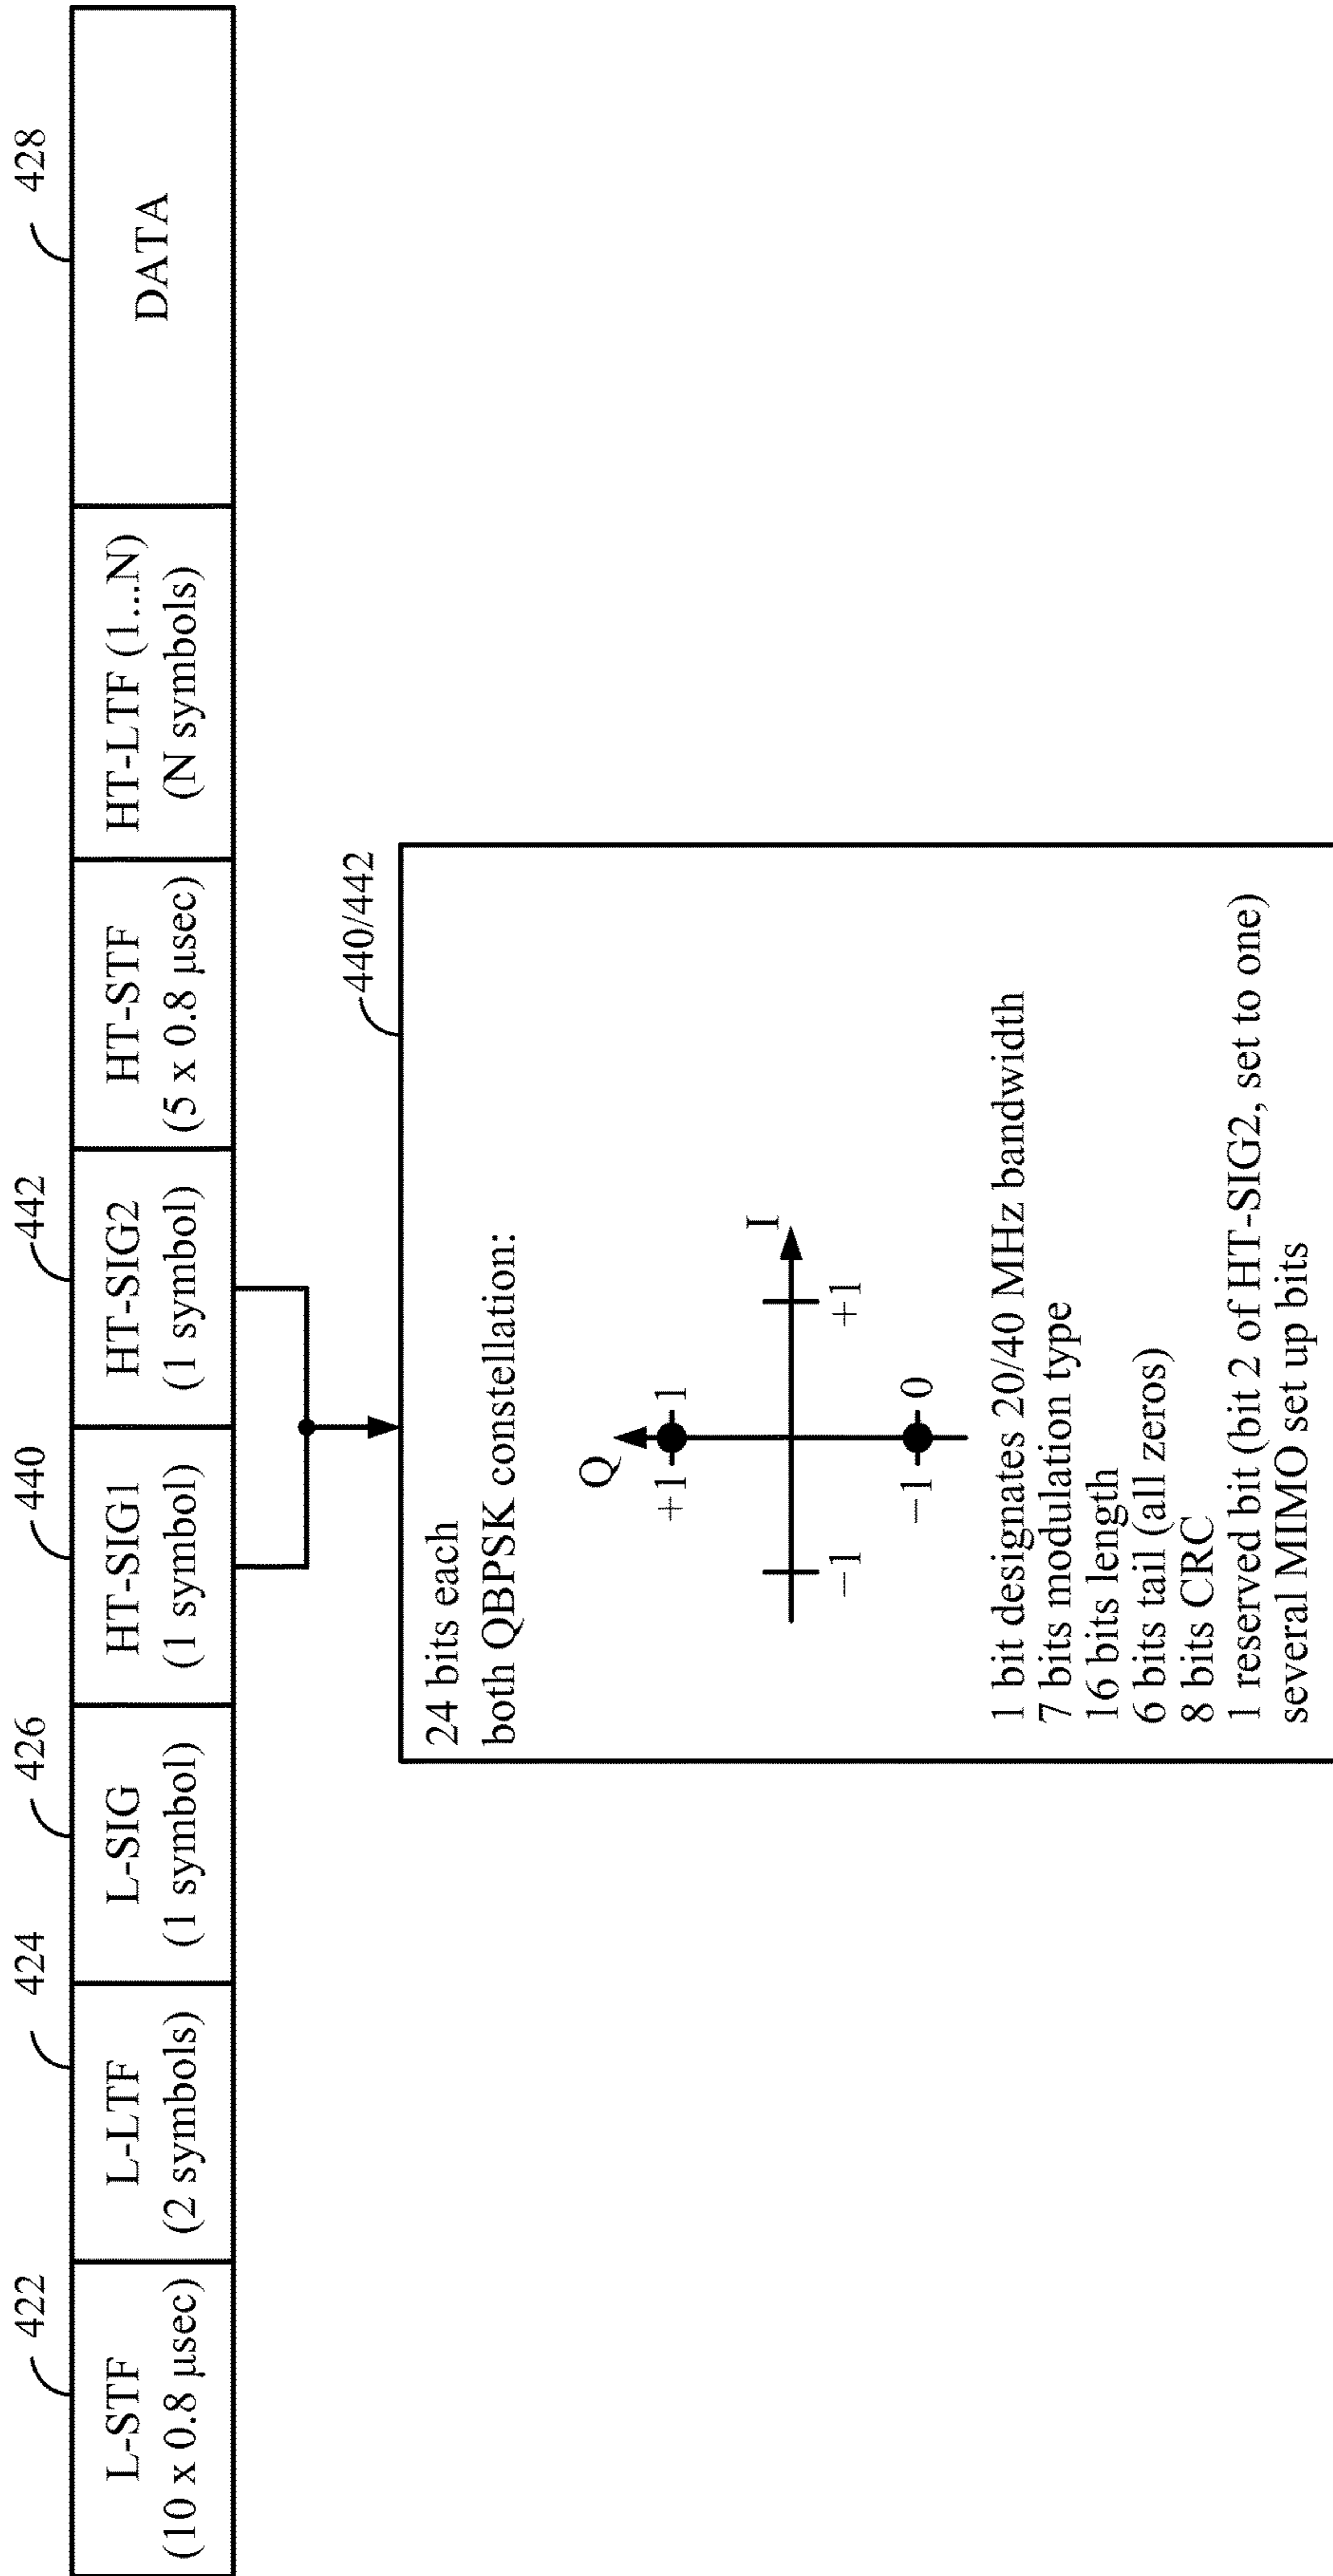 422
424
426
440
442
428
L-STF
(10 x 0.8 μsec)
L-LTF
(2 symbols)
L-SIG
(1 symbol)
HT-SIG1
(1 symbol)
HT-SIG2
(1 symbol)
HT-STF
(5 x 0.8 μsec)
HT-LTF (1...N)
(N symbols)
DATA
440/442
24 bits each
both QBPSK constellation:
Q
+1
1
I
−1
+1
−1
0
1 bit designates 20/40 MHz bandwidth
7 bits modulation type
16 bits length
6 bits tail (all zeros)
8 bits CRC
1 reserved bit (bit 2 of HT-SIG2, set to one)
several MIMO set up bits